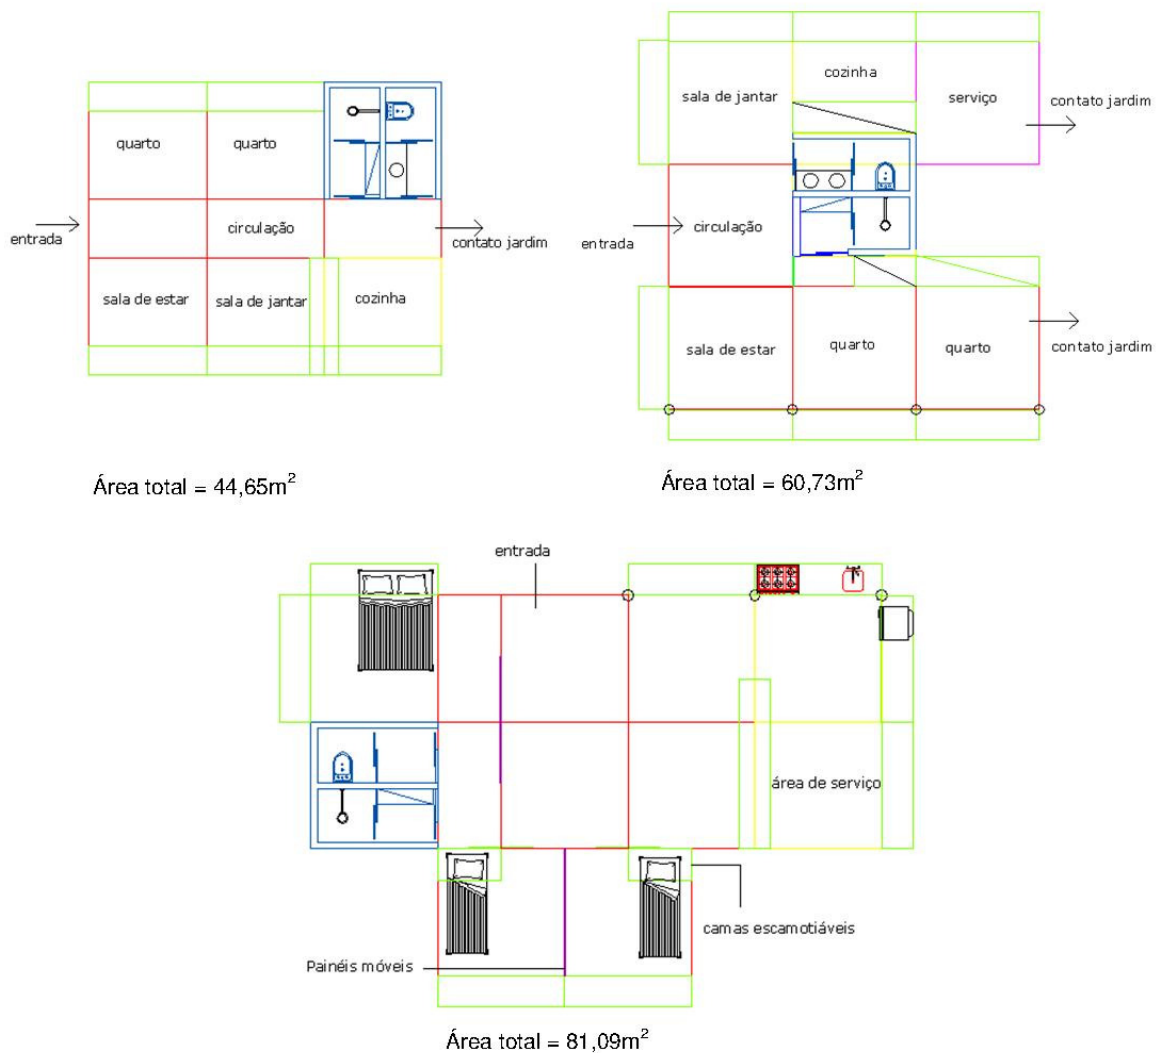 quarto
quarto
entrada
circulação
contato jardim
sala de estar
sala de jantar
cozinha
Área total = 44,65m²
sala de jantar
cozinha
serviço
contato jardim
entrada
circulação
sala de estar
quarto
quarto
contato jardim
Área total = 60,73m²
entrada
área de serviço
camas escamotiáveis
Painéis móveis
Área total = 81,09m²